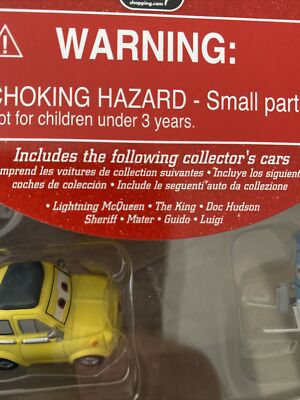 shopping.com
WARNING:
CHOKING HAZARD - Small part
ot for children under 3 years.
Includes the following collector's cars
mprend les voitures de collection suivantes • Incluye los siguient
coches de colección • Include le seguenti auto da collezione
• Lightning McQueen • The King • Doc Hudson
Sheriff • Mater • Guido • Luigi